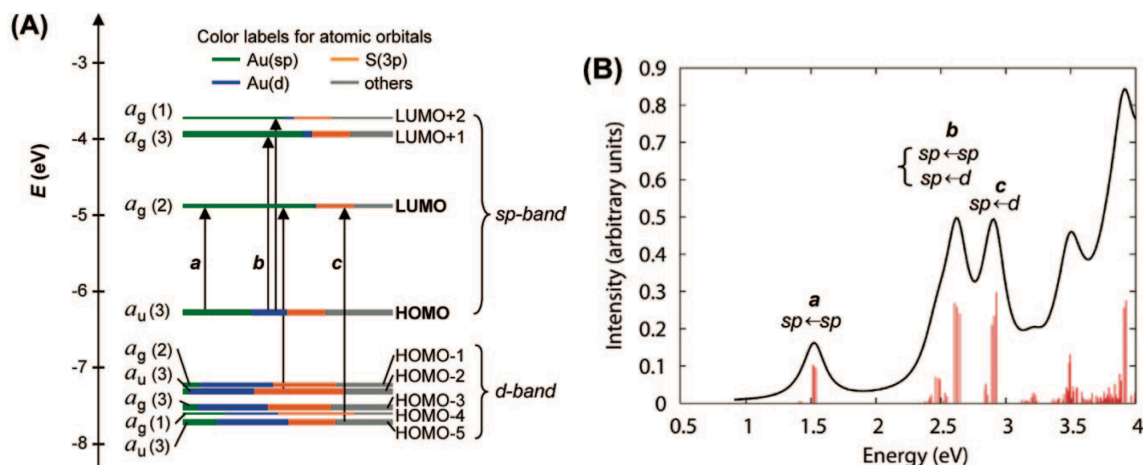 (A)
Color labels for atomic orbitals
Au(sp) S(3p)
Au(d) others
E (eV)
-3
-4
-5
-6
-7
-8
ag (1) LUMO+2
ag (3) LUMO+1
ag (2) LUMO
sp-band
a b c
au (3) HOMO
ag (2) HOMO-1
au (3) HOMO-2
ag (3) HOMO-3
ag (1) HOMO-4
au (3) HOMO-5
d-band
(B)
Intensity (arbitrary units)
0.9
0.8
0.7
0.6
0.5
0.4
0.3
0.2
0.1
0
b
{ sp←sp
sp←d
c
sp←d
a
sp←sp
0.5 1 1.5 2 2.5 3 3.5 4
Energy (eV)